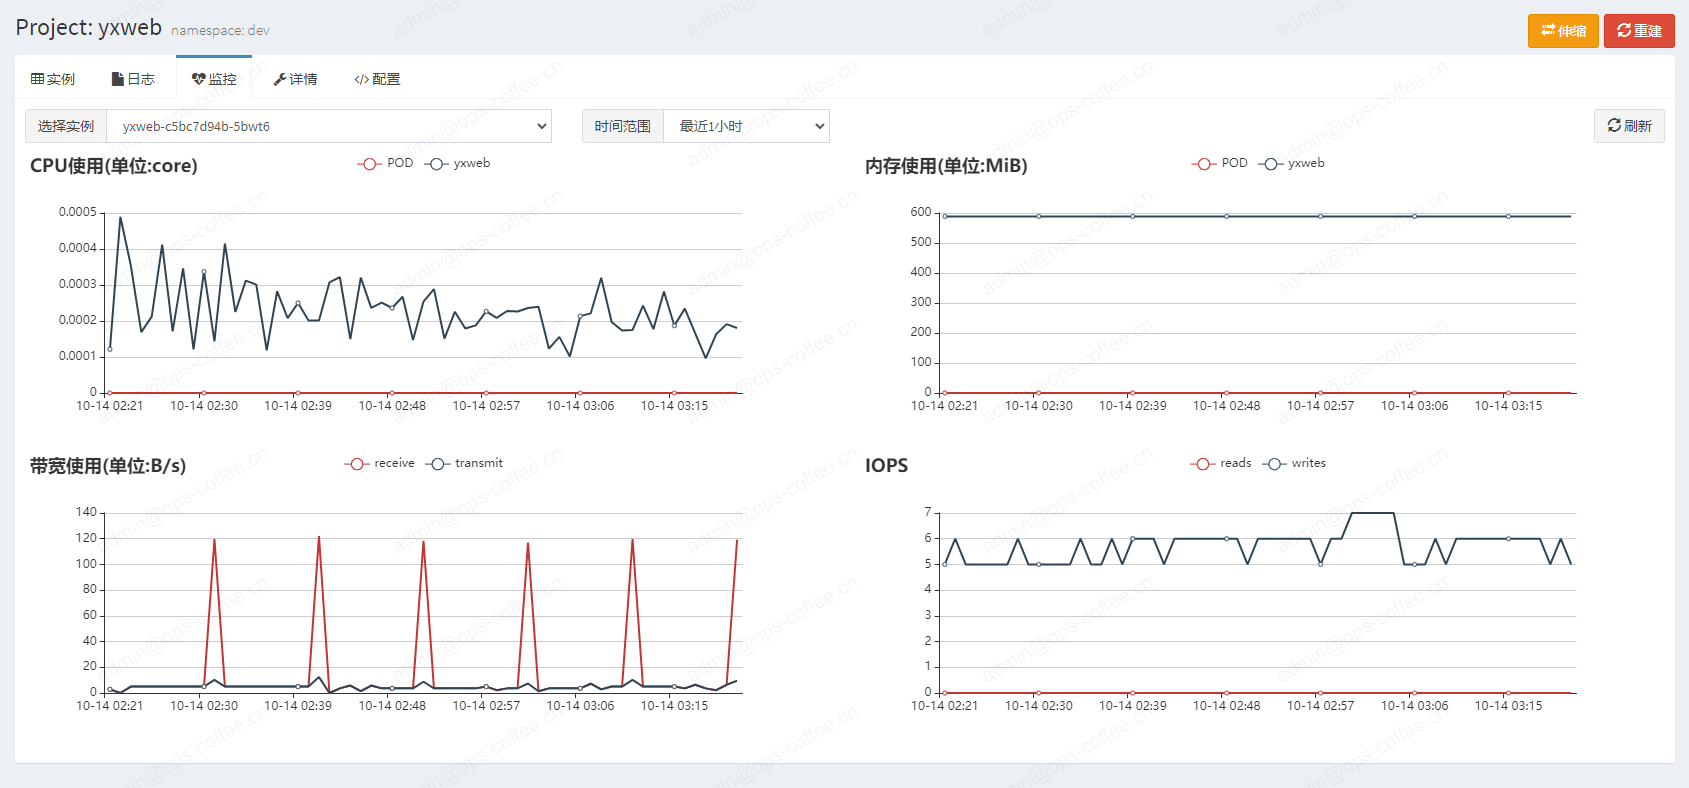 Project: yxweb namespace: dev
伸缩 重建
实例 日志 监控 详情 配置
选择实例 yxweb-c5bc7d94b-5bwt6 时间范围 最近1小时 刷新
CPU使用(单位:core) POD yxweb
0.0005
0.0004
0.0003
0.0002
0.0001
0
10-14 02:21 10-14 02:30 10-14 02:39 10-14 02:48 10-14 02:57 10-14 03:06 10-14 03:15
内存使用(单位:MiB) POD yxweb
600
500
400
300
200
100
0
10-14 02:21 10-14 02:30 10-14 02:39 10-14 02:48 10-14 02:57 10-14 03:06 10-14 03:15
带宽使用(单位:B/s) receive transmit
140
120
100
80
60
40
20
0
10-14 02:21 10-14 02:30 10-14 02:39 10-14 02:48 10-14 02:57 10-14 03:06 10-14 03:15
IOPS reads writes
7
6
5
4
3
2
1
0
10-14 02:21 10-14 02:30 10-14 02:39 10-14 02:48 10-14 02:57 10-14 03:06 10-14 03:15
admin@ops-coffee.cn